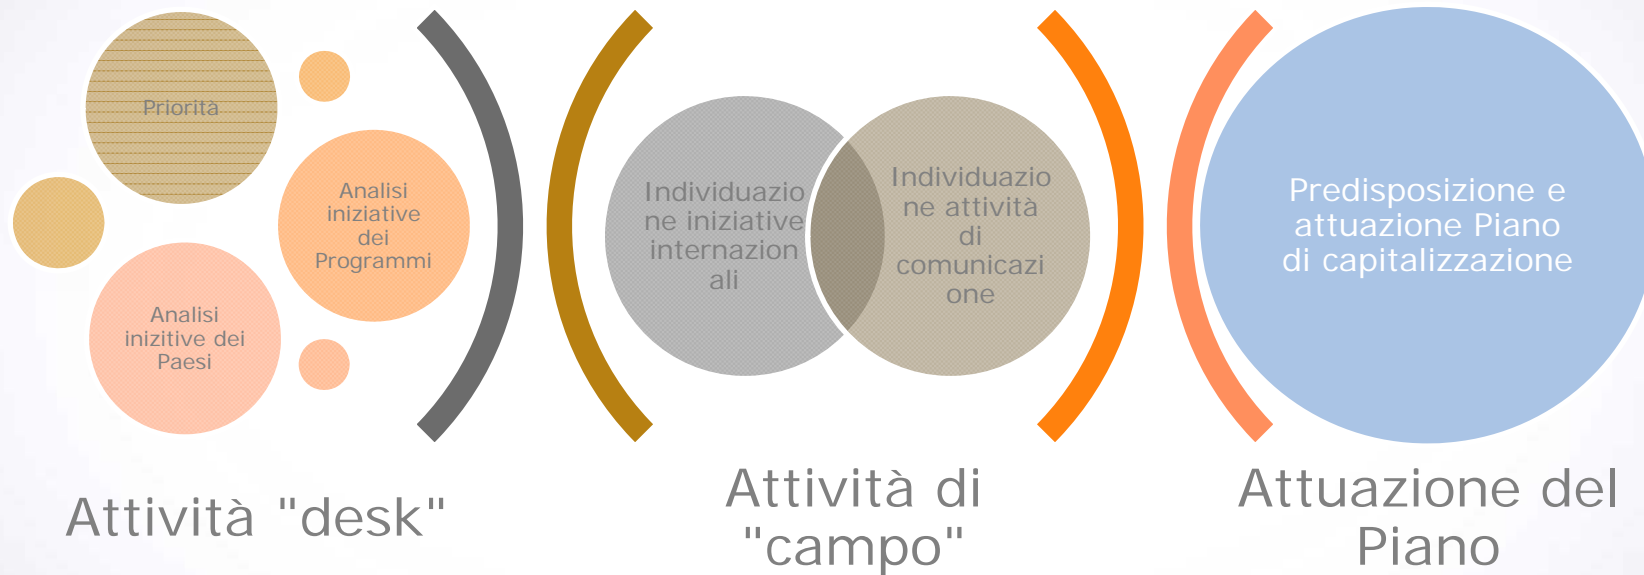 Priorità
Analisi
iniziative
dei
Programmi
Analisi
inizitive dei
Paesi
Attività "desk"
Individuazio
ne iniziative
internazion
ali
Individuazio
ne attività
di
comunicazi
one
Attività di
"campo"
Predisposizione e
attuazione Piano
di capitalizzazione
Attuazione del
Piano